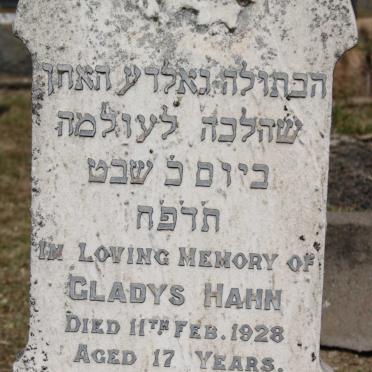 הבתולה גאלדע האהן
שהלכה לעולמה
ביום כ שבט
תרפח
IN LOVING MEMORY OF
GLADYS HAHN
DIED 11TH FEB. 1928
AGED 17 YEARS.